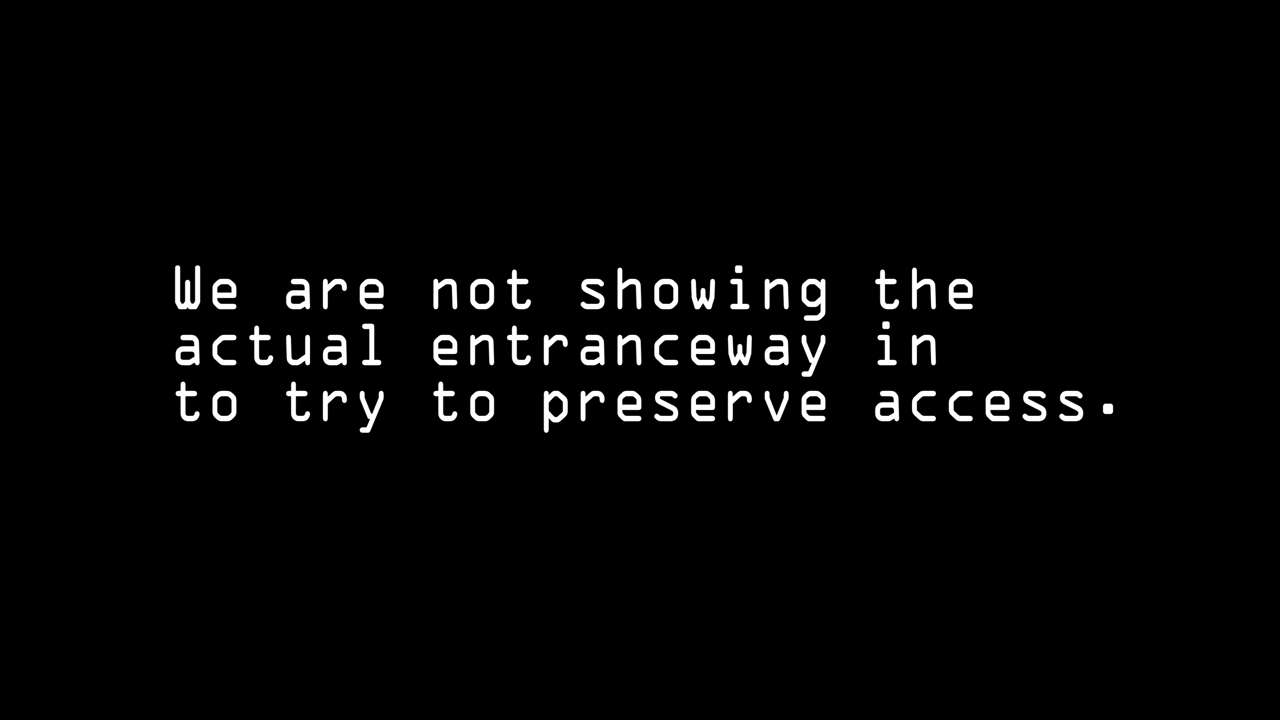 We are not showing the
actual entranceway in
to try to preserve access.